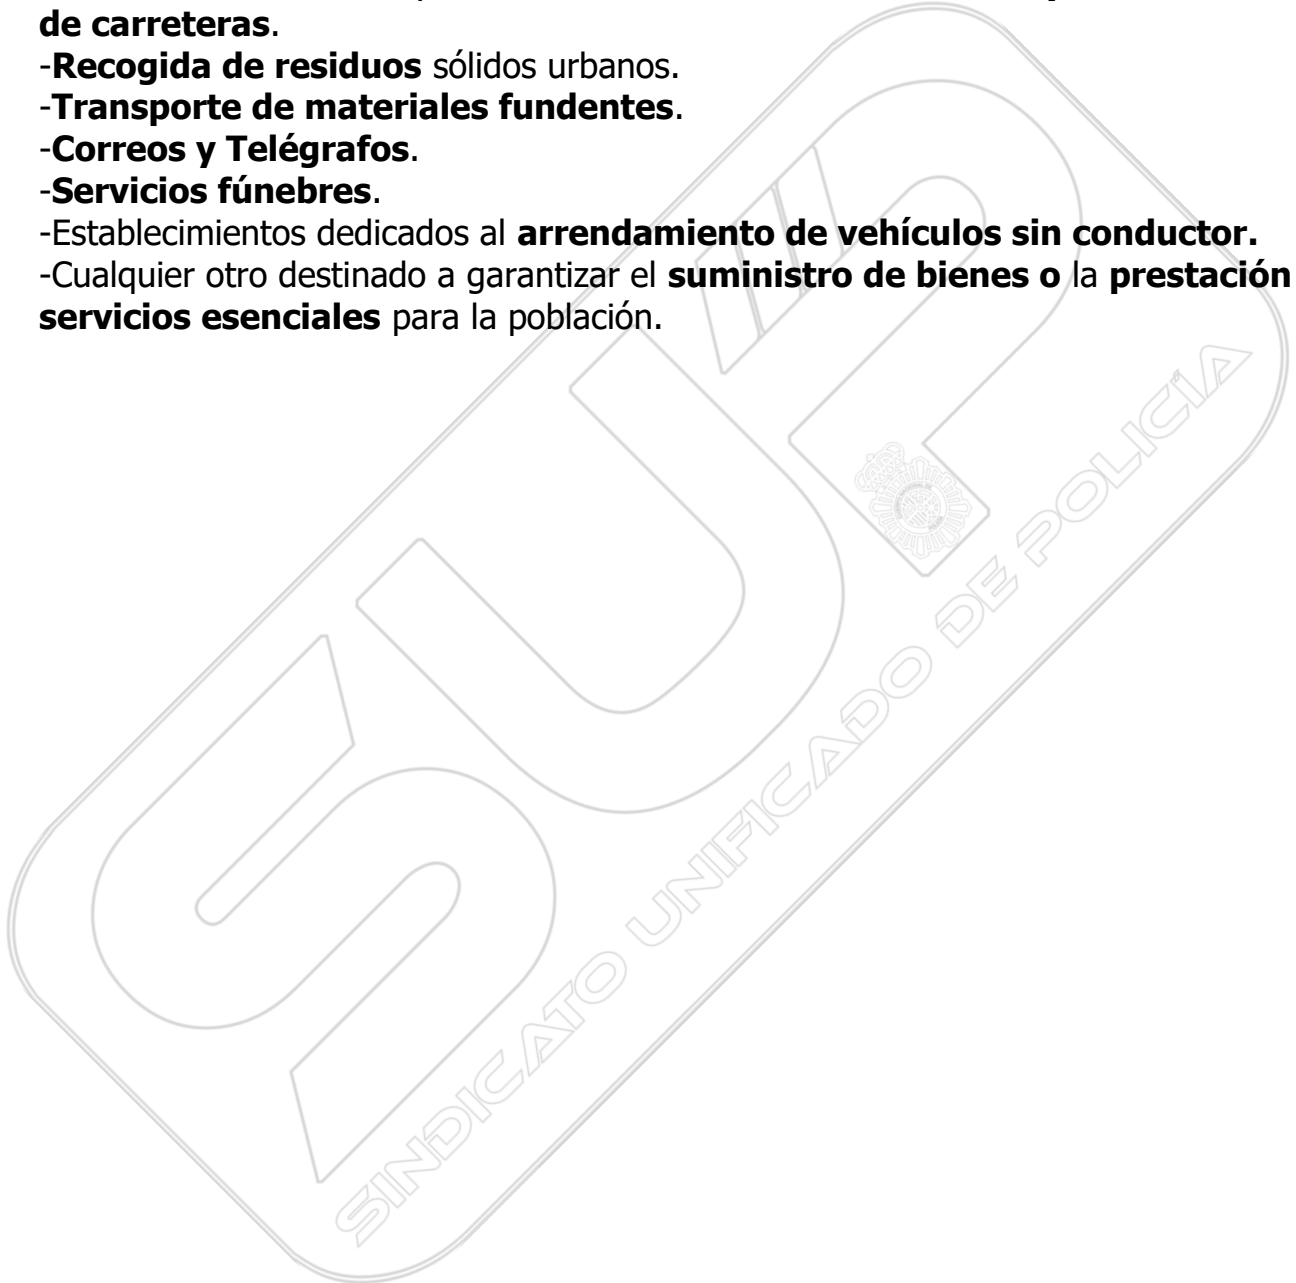 de carreteras.
-Recogida de residuos sólidos urbanos.
-Transporte de materiales fundentes.
-Correos y Telégrafos.
-Servicios fúnebres.
-Establecimientos dedicados al arrendamiento de vehículos sin conductor.
-Cualquier otro destinado a garantizar el suministro de bienes o la prestación
servicios esenciales para la población.
SUP
SINDICATO UNIFICADO DE POLICÍA